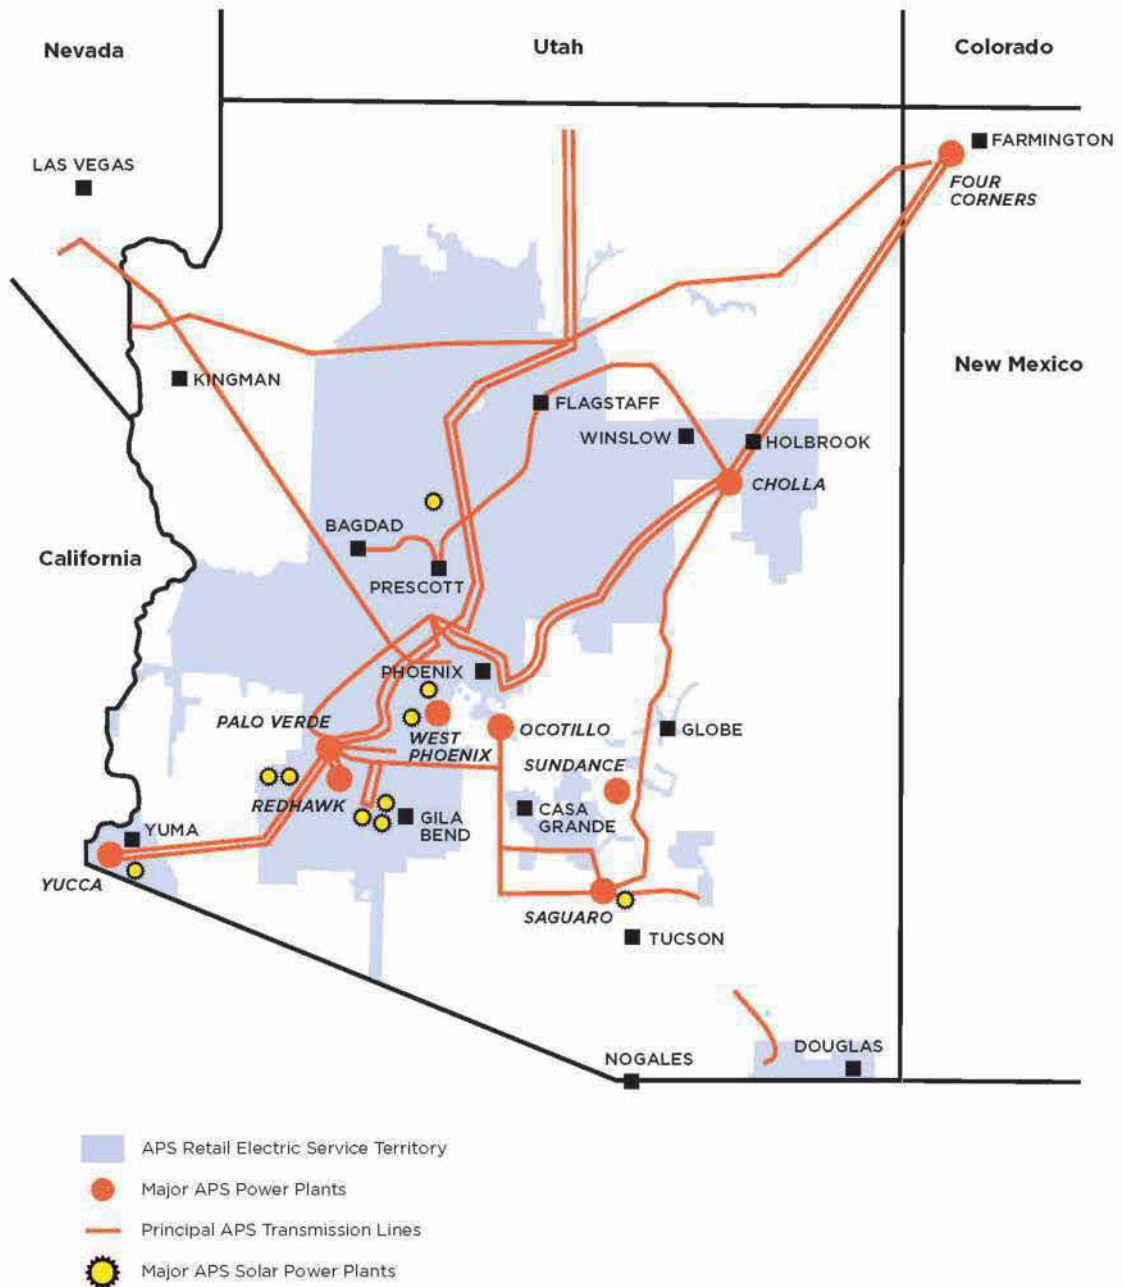 Nevada
Utah
Colorado
LAS VEGAS
FARMINGTON
FOUR
CORNERS
New Mexico
KINGMAN
FLAGSTAFF
WINSLOW
HOLBROOK
CHOLLA
BAGDAD
California
PRESCOTT
PHOENIX
PALO VERDE
WEST
PHOENIX
OCOTILLO
GLOBE
SUNDANCE
REDHAWK
GILA
BEND
CASA
GRANDE
YUMA
YUCCA
SAGUARO
TUCSON
NOGALES
DOUGLAS
APS Retail Electric Service Territory
Major APS Power Plants
Principal APS Transmission Lines
Major APS Solar Power Plants